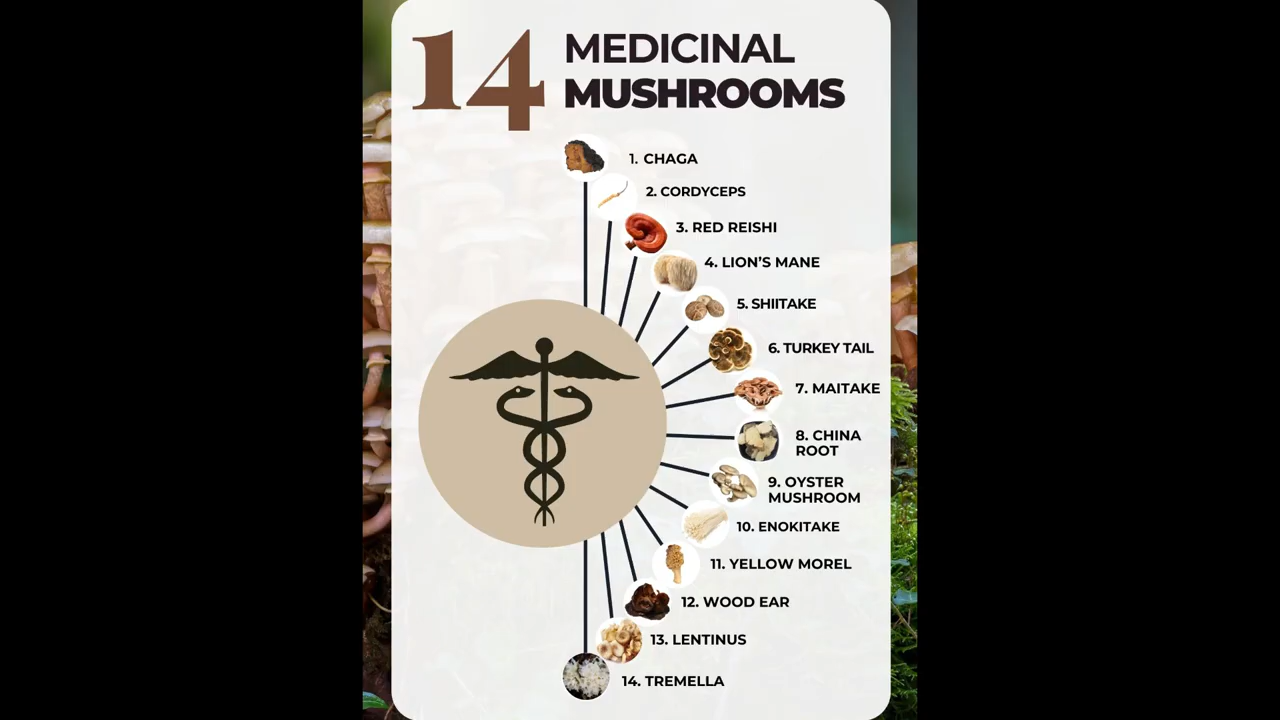 14 MEDICINAL
MUSHROOMS
1. CHAGA
2. CORDYCEPS
3. RED REISHI
4. LION'S MANE
5. SHIITAKE
6. TURKEY TAIL
7. MAITAKE
8. CHINA
ROOT
9. OYSTER
MUSHROOM
10. ENOKITAKE
11. YELLOW MOREL
12. WOOD EAR
13. LENTINUS
14. TREMELLA